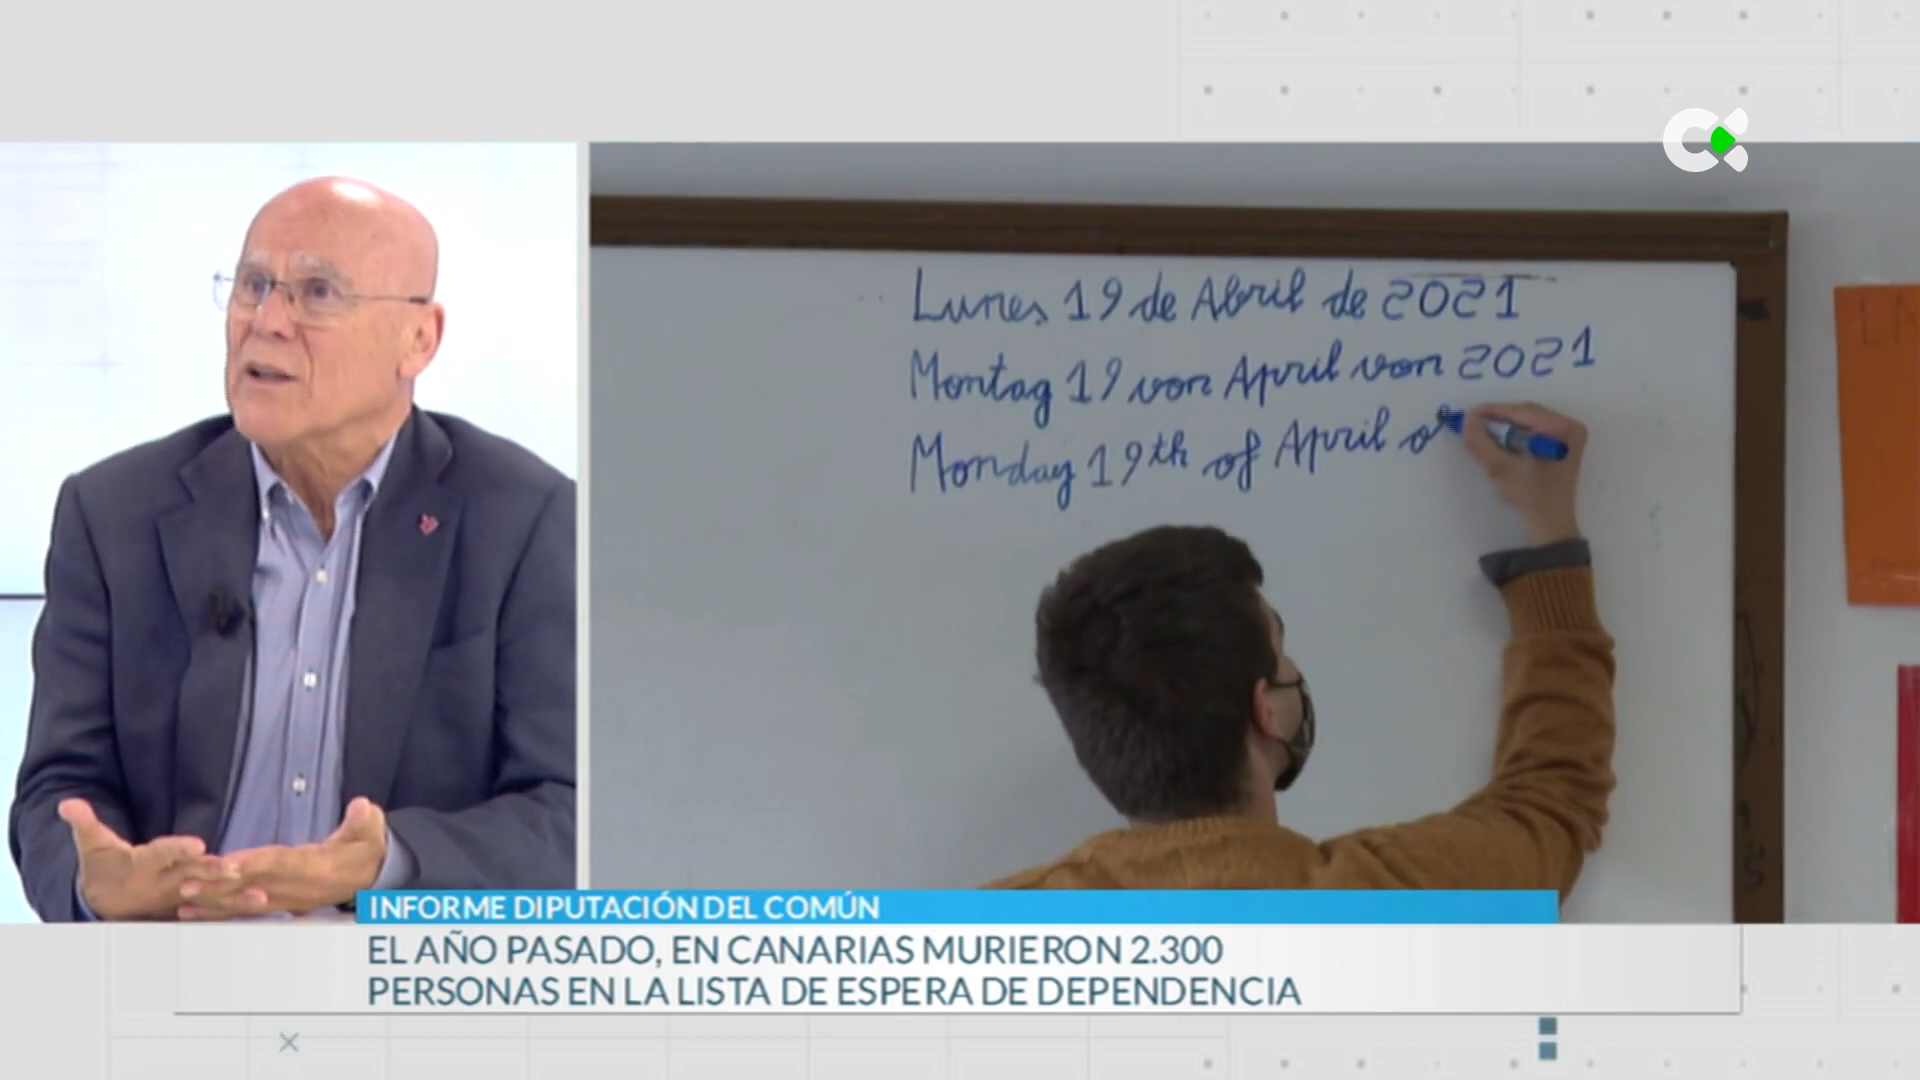 Lunes 19 de Abril de 2021
Montag 19 von April von 2021
Monday 19th of April o
INFORME DIPUTACIÓN DEL COMÚN
EL AÑO PASADO, EN CANARIAS MURIERON 2.300
PERSONAS EN LA LISTA DE ESPERA DE DEPENDENCIA